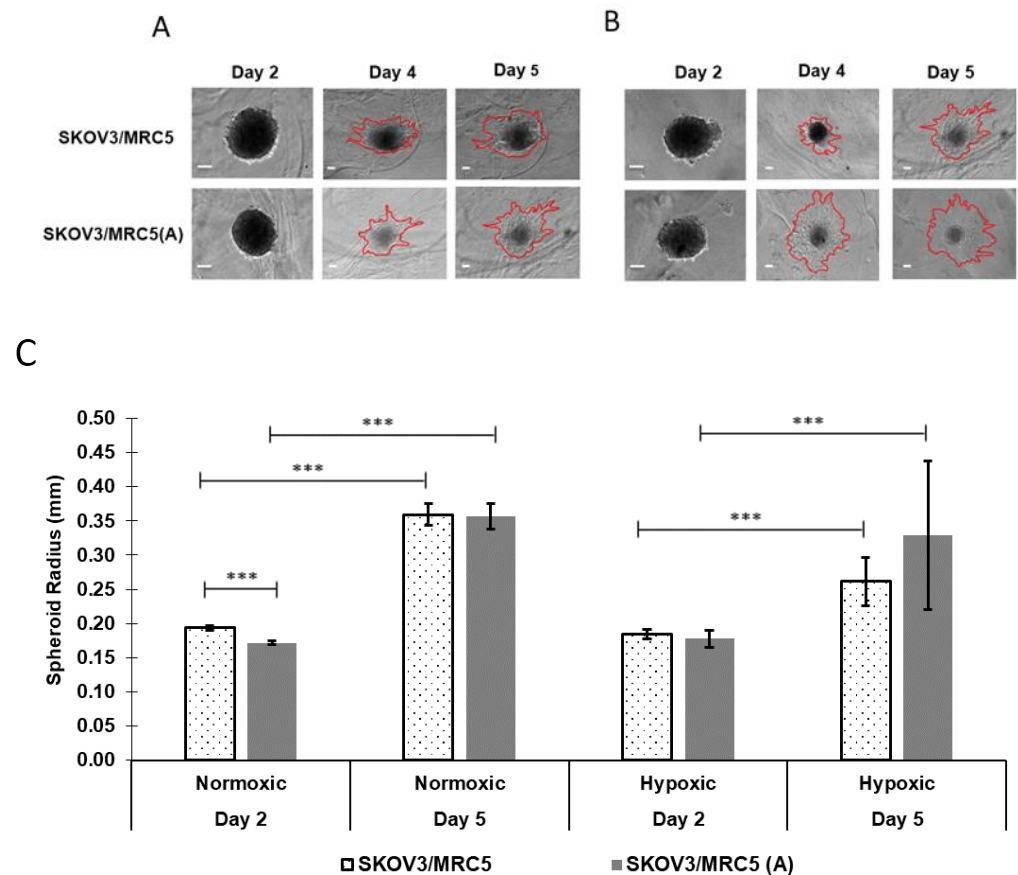 A
B
Day 2 Day 4 Day 5
Day 2 Day 4 Day 5
SKOV3/MRC5
SKOV3/MRC5(A)
C
Spheroid Radius (mm)
0.50
0.45
0.40
0.35
0.30
0.25
0.20
0.15
0.10
0.05
0.00
***
***
***
***
***
Normoxic Normoxic Hypoxic Hypoxic
Day 2 Day 5 Day 2 Day 5
SKOV3/MRC5 SKOV3/MRC5 (A)